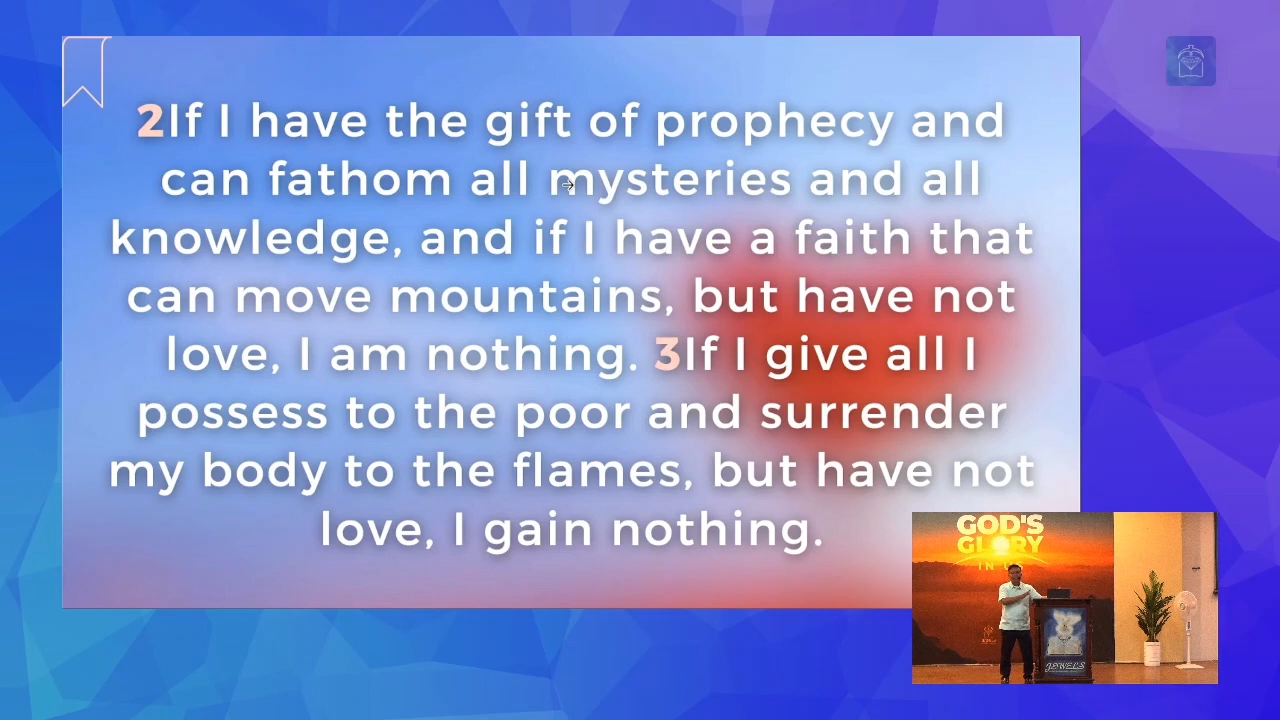 2If I have the gift of prophecy and
can fathom all mysteries and all
knowledge, and if I have a faith that
can move mountains, but have not
love, I am nothing. 3If I give all I
possess to the poor and surrender
my body to the flames, but have not
love, I gain nothing.
GOD'S
GLORY
IN
JEWELS